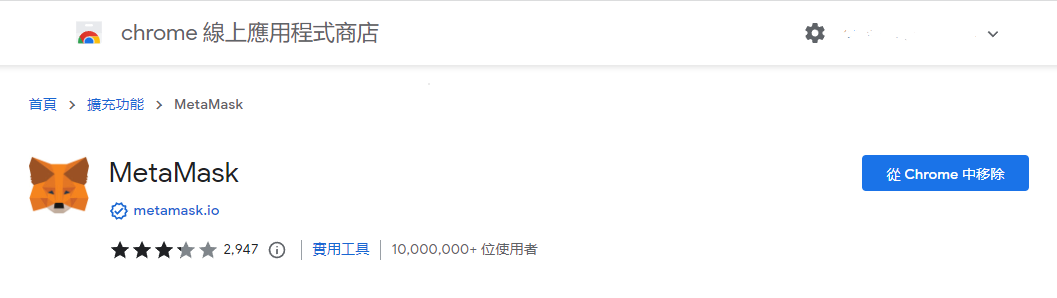 chrome 線上應用程式商店
首頁 > 擴充功能 > MetaMask
MetaMask
從 Chrome 中移除
metamask.io
2,947 實用工具 10,000,000+ 位使用者